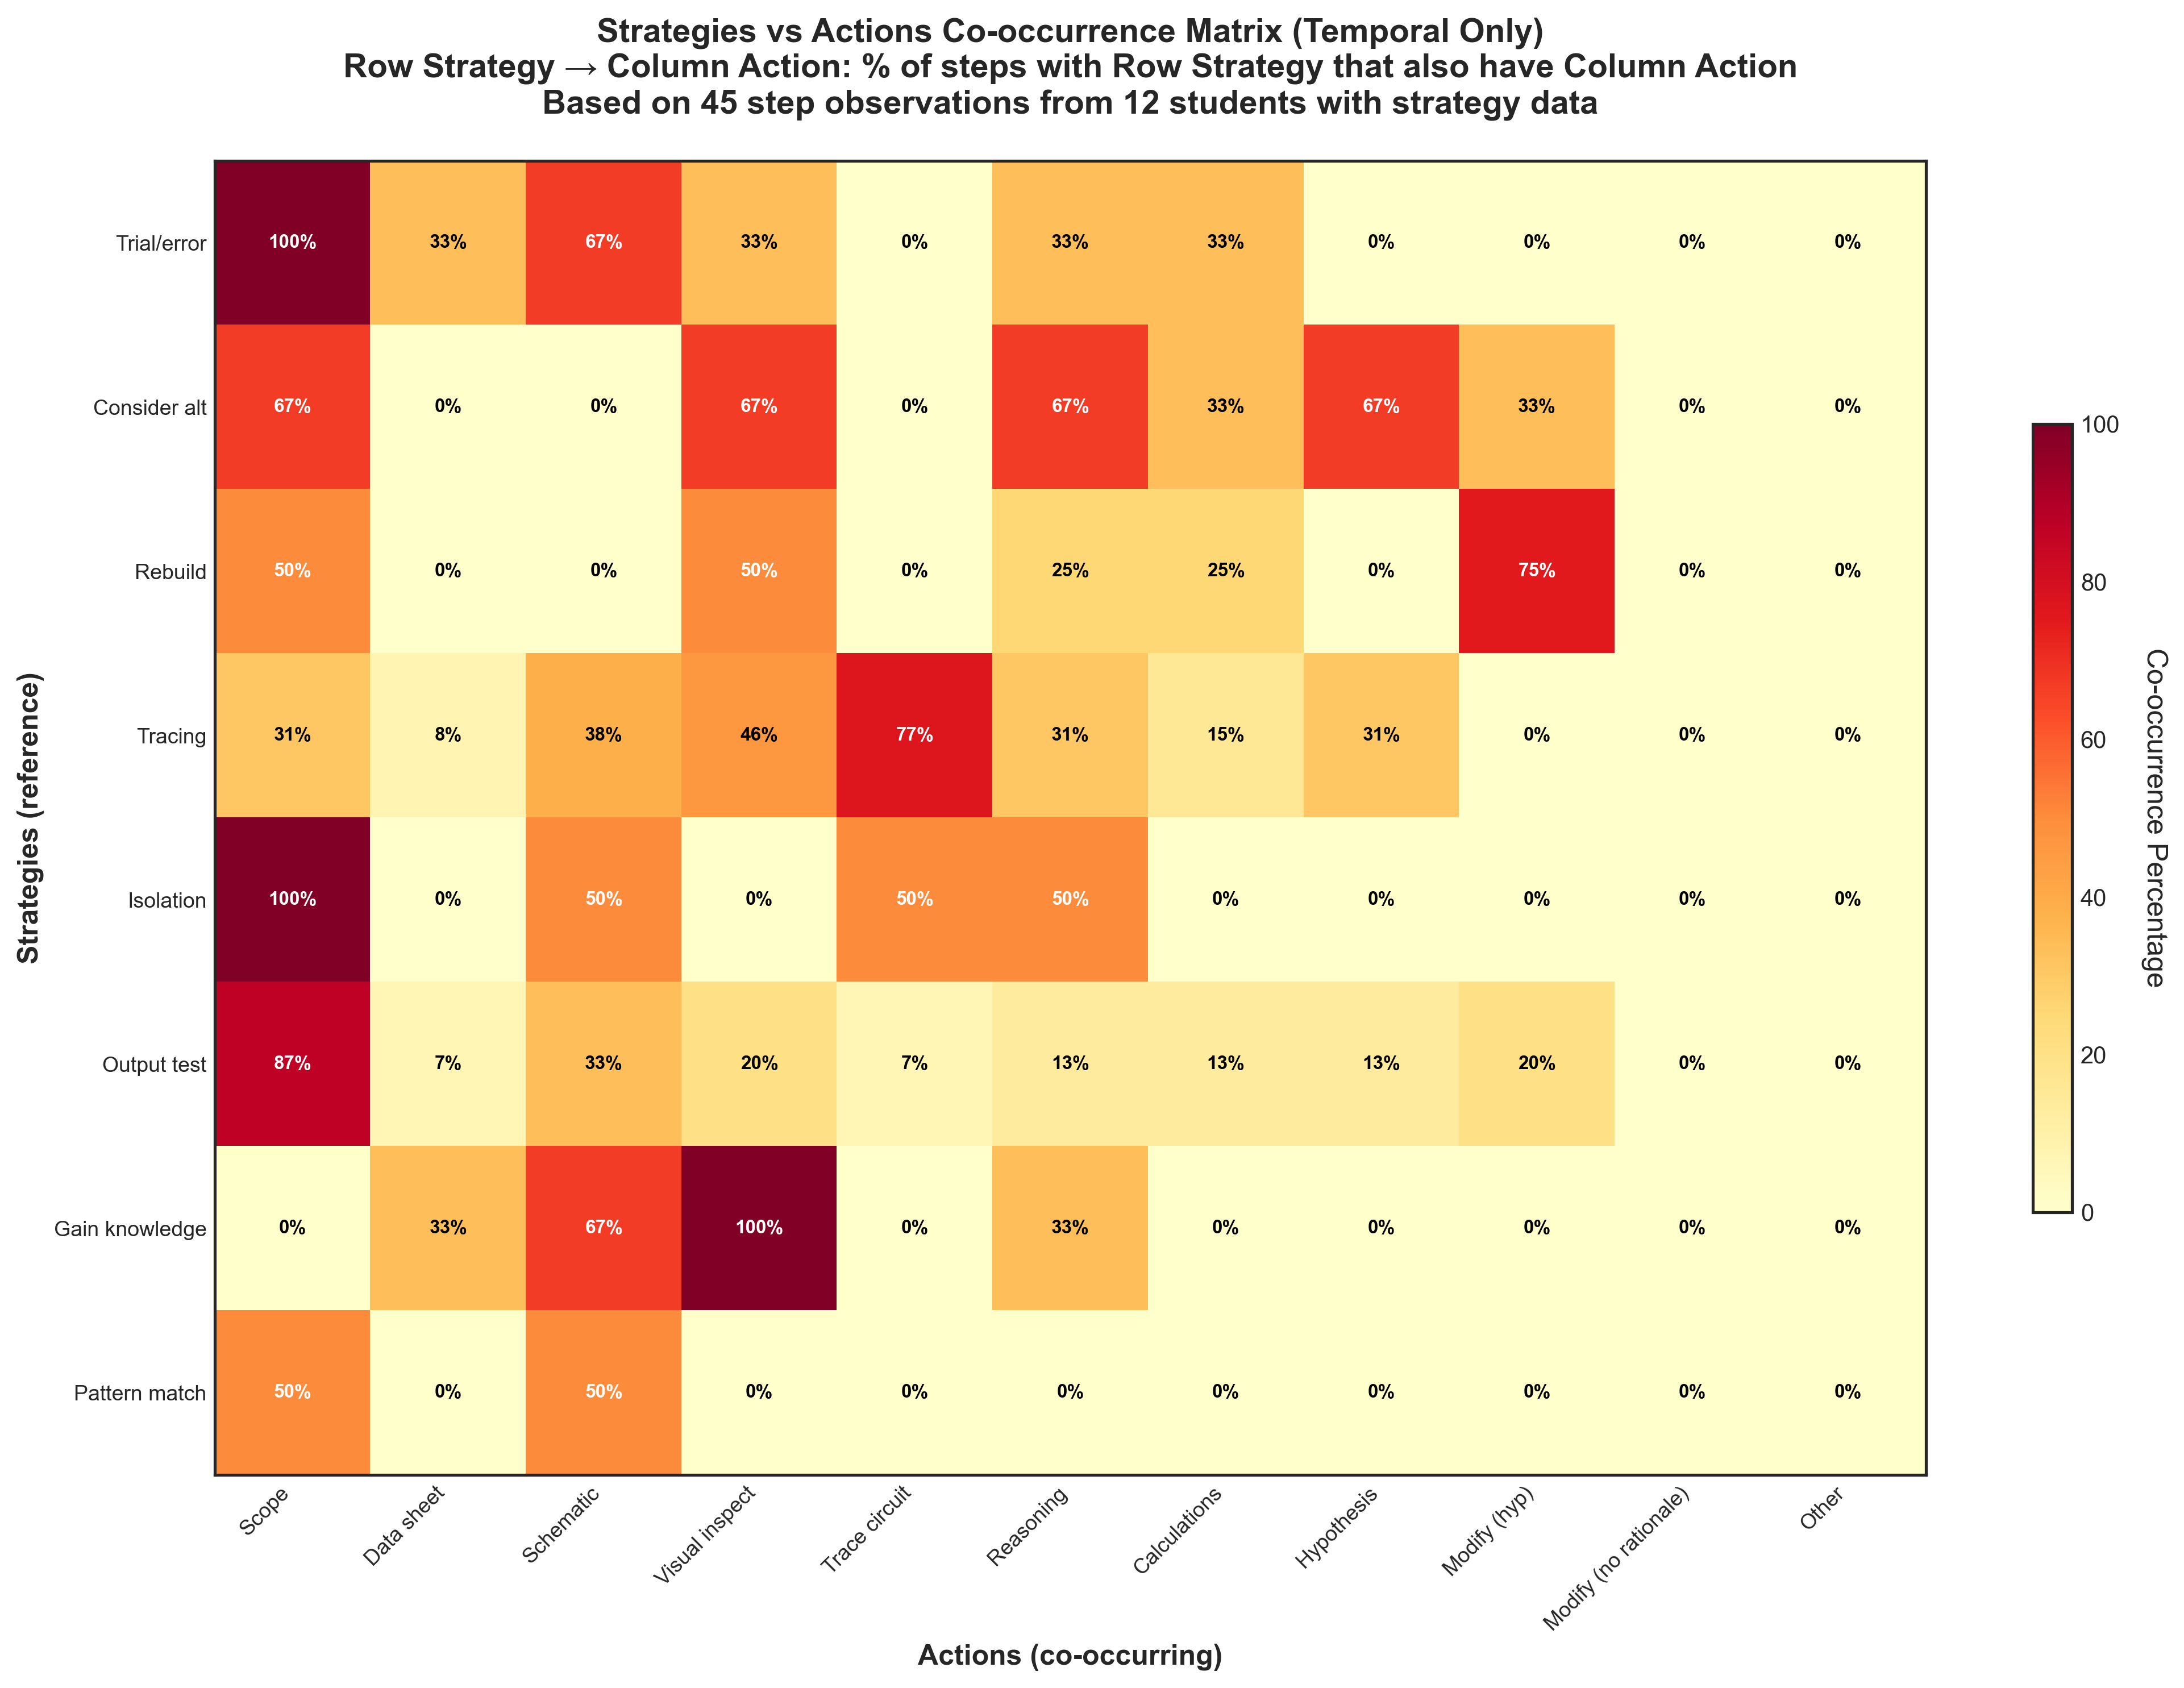 Strategies vs Actions Co-occurrence Matrix (Temporal Only)
Row Strategy → Column Action: % of steps with Row Strategy that also have Column Action
Based on 45 step observations from 12 students with strategy data
Strategies (reference)
Trial/error 100% 33% 67% 33% 0% 33% 33% 0% 0% 0% 0%
Consider alt 67% 0% 0% 67% 0% 67% 33% 67% 33% 0% 0%
Rebuild 50% 0% 0% 50% 0% 25% 25% 0% 75% 0% 0%
Tracing 31% 8% 38% 46% 77% 31% 15% 31% 0% 0% 0%
Isolation 100% 0% 50% 0% 50% 50% 0% 0% 0% 0% 0%
Output test 87% 7% 33% 20% 7% 13% 13% 13% 20% 0% 0%
Gain knowledge 0% 33% 67% 100% 0% 33% 0% 0% 0% 0% 0%
Pattern match 50% 0% 50% 0% 0% 0% 0% 0% 0% 0% 0%
Scope
Data sheet
Schematic
Visual inspect
Trace circuit
Reasoning
Calculations
Hypothesis
Modify (hyp)
Modify (no rationale)
Other
Actions (co-occurring)
100
80
60
40
20
0
Co-occurrence Percentage